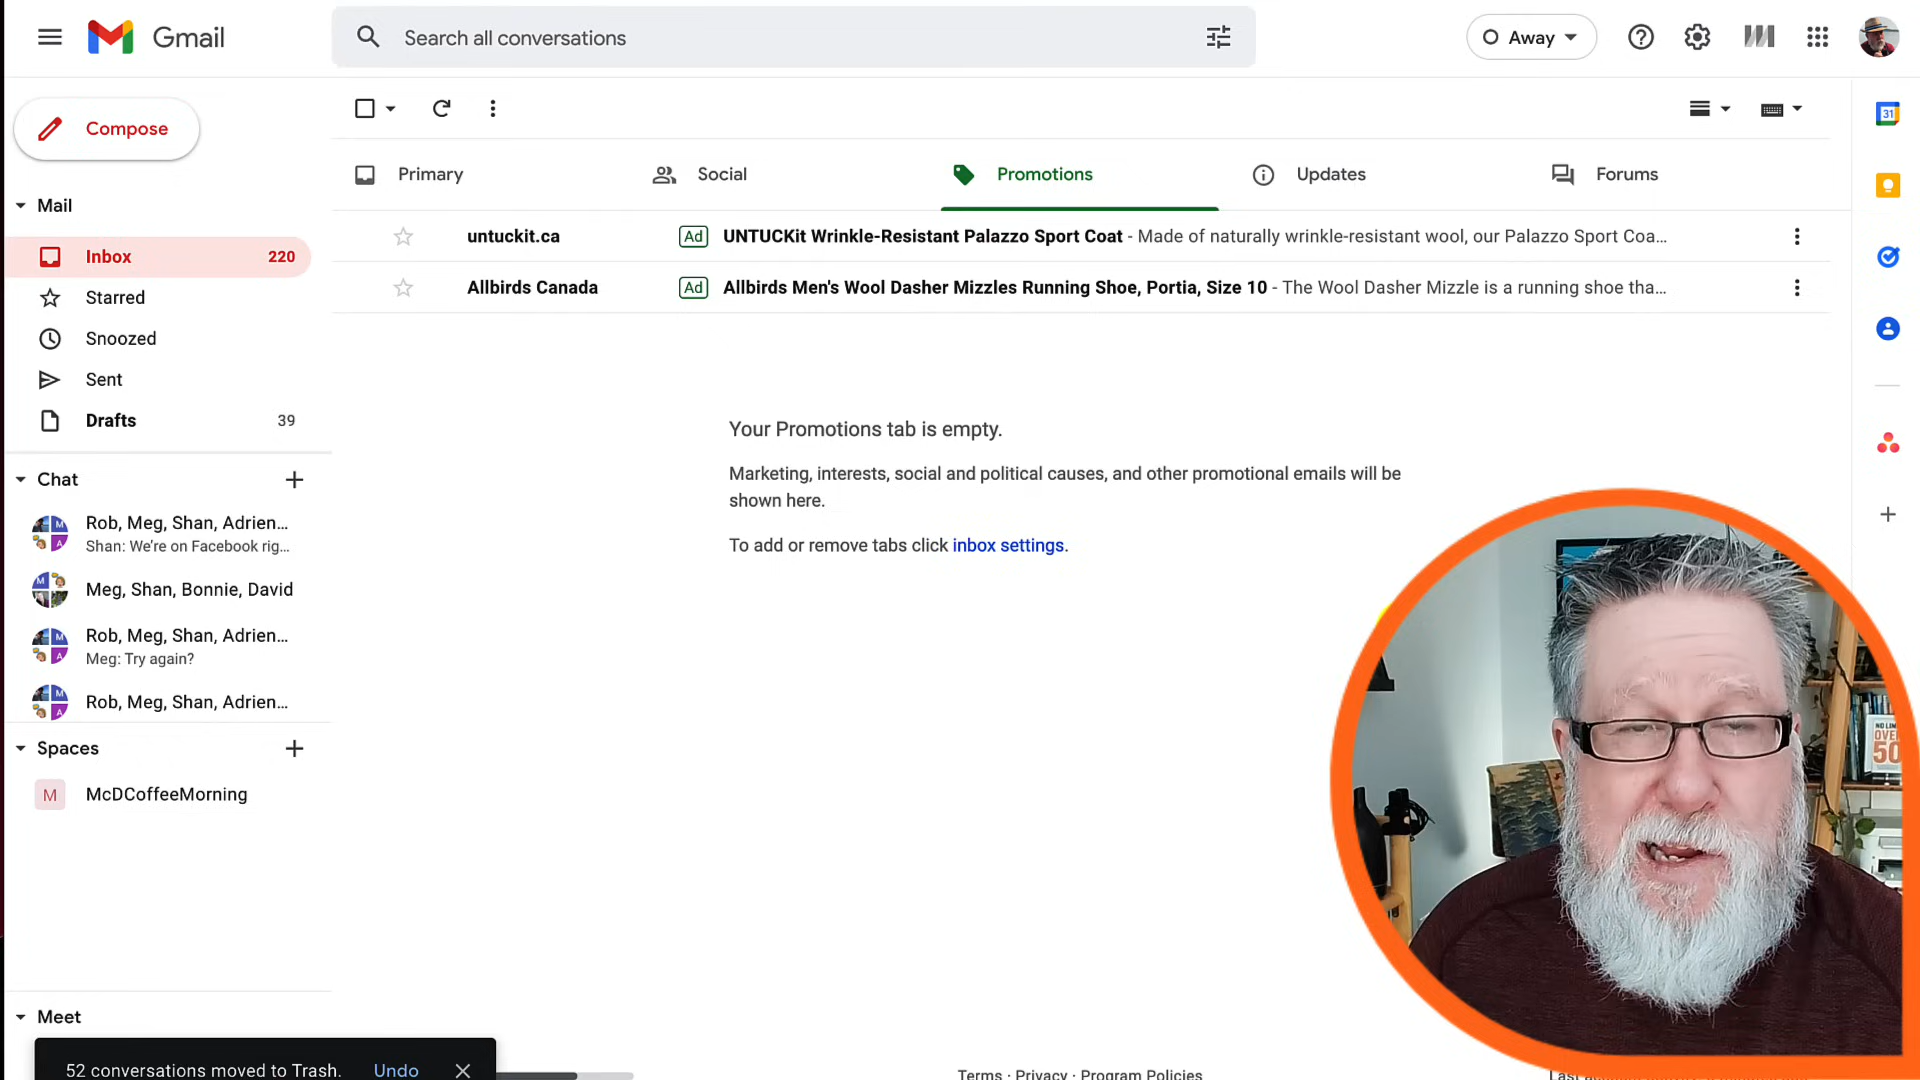 Gmail
Search all conversations
Away
31
Compose
Primary
Social
Promotions
Updates
Forums
Mail
untuckit.ca
Ad
UNTUCKit Wrinkle-Resistant Palazzo Sport Coat - Made of naturally wrinkle-resistant wool, our Palazzo Sport Coa...
Inbox
220
Allbirds Canada
Ad
Allbirds Men's Wool Dasher Mizzles Running Shoe, Portia, Size 10 - The Wool Dasher Mizzle is a running shoe tha...
Starred
Snoozed
Sent
Drafts
39
Your Promotions tab is empty.
Marketing, interests, social and political causes, and other promotional emails will be
shown here.
To add or remove tabs click inbox settings.
Chat
M
A
Rob, Meg, Shan, Adrien...
Shan: We're on Facebook rig...
M
Meg, Shan, Bonnie, David
M
A
Rob, Meg, Shan, Adrien...
Meg: Try again?
M
A
Rob, Meg, Shan, Adrien...
Spaces
M
McDCoffeeMorning
OVER
50
Meet
52 conversations moved to Trash.
Undo
Terms · Privacy · Program Policies